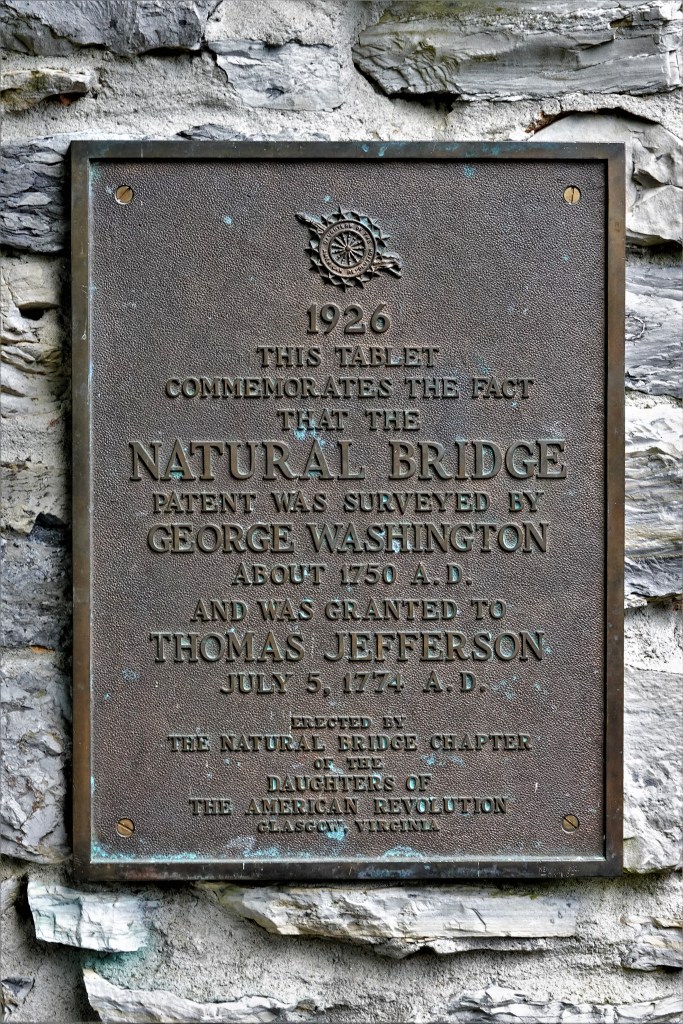 1926
THIS TABLET
COMMEMORATES THE FACT
THAT THE
NATURAL BRIDGE
PATENT WAS SURVEYED BY
GEORGE WASHINGTON
ABOUT 1750 A.D.
AND WAS GRANTED TO
THOMAS JEFFERSON
JULY 5, 1774 A.D.
ERECTED BY
THE NATURAL BRIDGE CHAPTER
OF THE
DAUGHTERS OF
THE AMERICAN REVOLUTION
GLASGOW, VIRGINIA